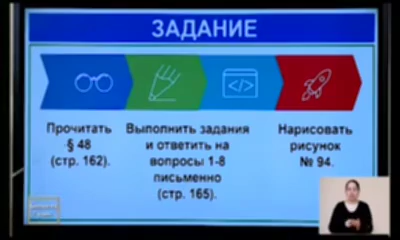 ЗАДАНИЕ
Прочитать
§ 48
(стр. 162).
Выполнить задания
и ответить на
вопросы 1-8
письменно
(стр. 165).
Нарисовать
рисунок
№ 94.
</>